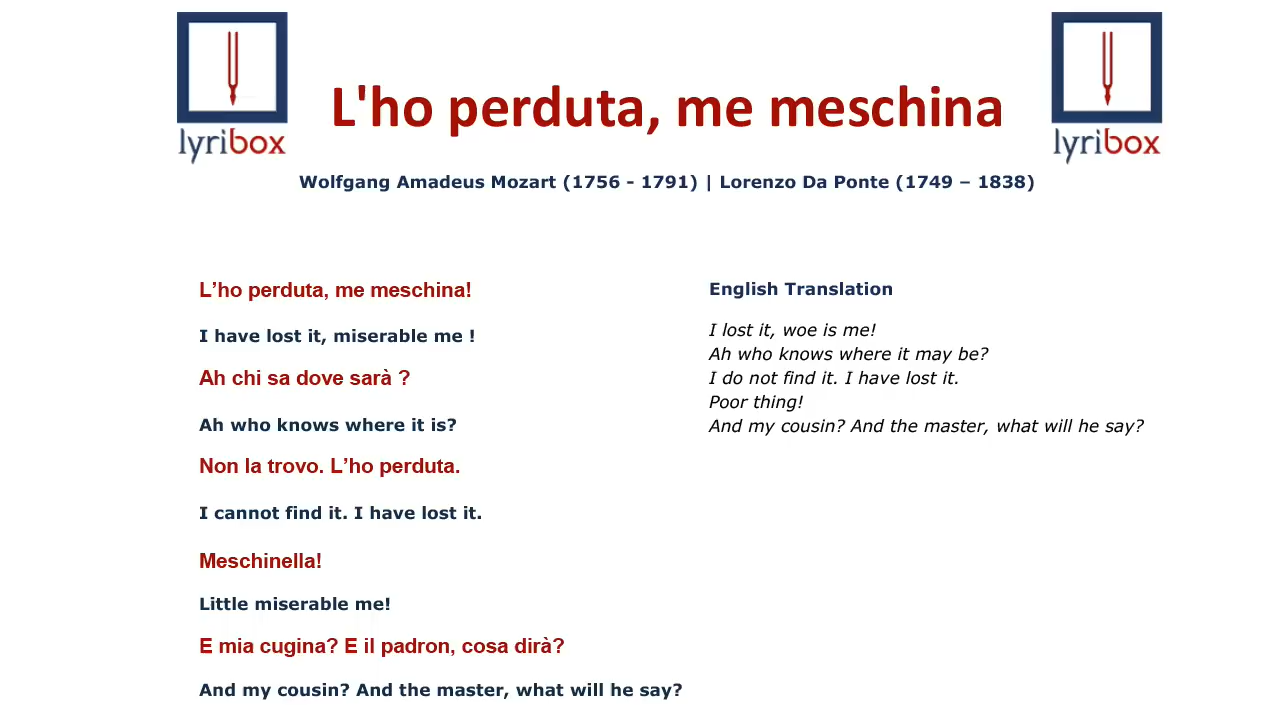 lyribox
L'ho perduta, me meschina
lyribox
Wolfgang Amadeus Mozart (1756 - 1791) | Lorenzo Da Ponte (1749 – 1838)
L’ho perduta, me meschina!
I have lost it, miserable me !
Ah chi sa dove sarà ?
Ah who knows where it is?
Non la trovo. L’ho perduta.
I cannot find it. I have lost it.
Meschinella!
Little miserable me!
E mia cugina? E il padron, cosa dirà?
And my cousin? And the master, what will he say?
English Translation
I lost it, woe is me!
Ah who knows where it may be?
I do not find it. I have lost it.
Poor thing!
And my cousin? And the master, what will he say?